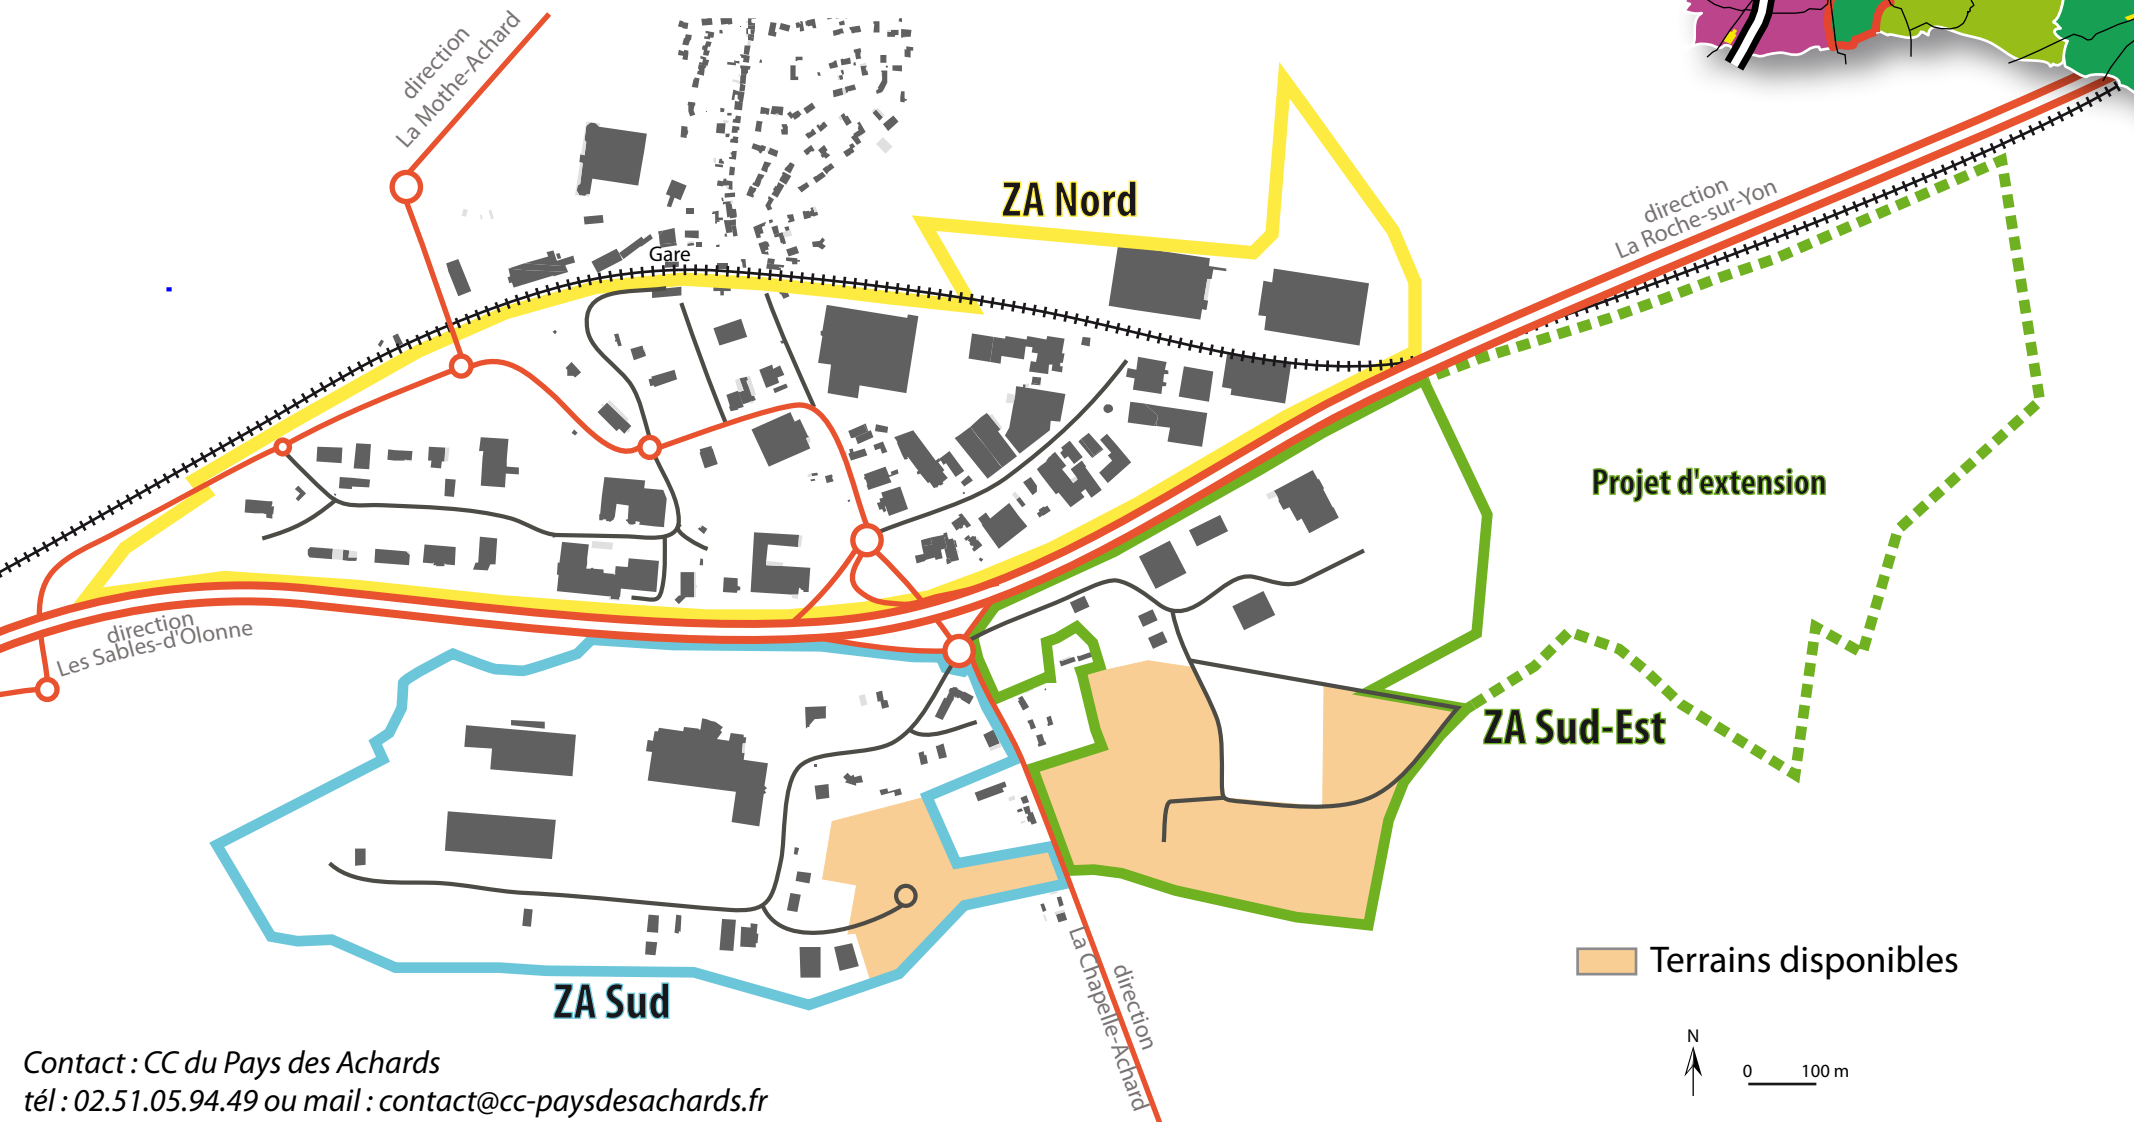 direction
La Mothe-Achard
ZA Nord
direction
La Roche-sur-Yon
Gare
Projet d'extension
direction
Les Sables-d'Olonne
ZA Sud-Est
ZA Sud
direction
La Chapelle-Achard
Terrains disponibles
N
0 100 m
Contact : CC du Pays des Achards
tél : 02.51.05.94.49 ou mail : contact@cc-paysdesachards.fr